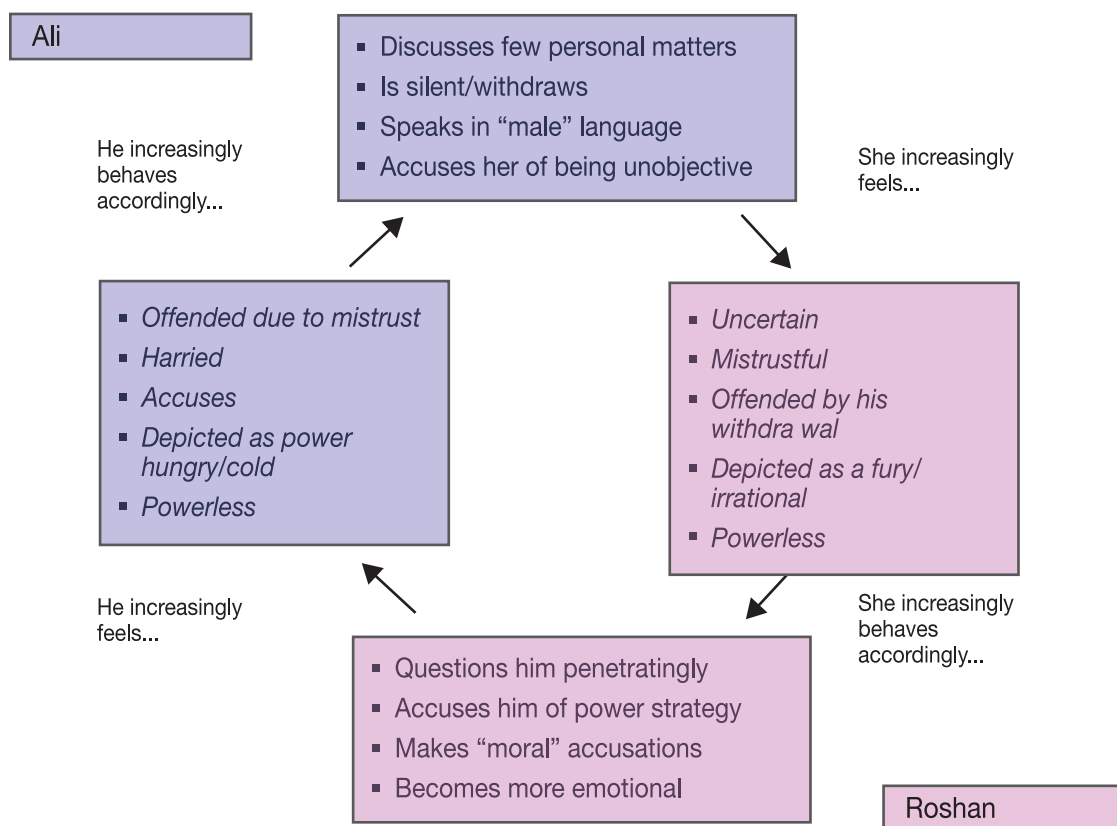 Ali
▪ Discusses few personal matters
▪ Is silent/withdraws
▪ Speaks in “male” language
▪ Accuses her of being unobjective
He increasingly
behaves
accordingly...
She increasingly
feels...
▪ Offended due to mistrust
▪ Harried
▪ Accuses
▪ Depicted as power
hungry/cold
▪ Powerless
▪ Uncertain
▪ Mistrustful
▪ Offended by his
withdra wal
▪ Depicted as a fury/
irrational
▪ Powerless
He increasingly
feels...
She increasingly
behaves
accordingly...
▪ Questions him penetratingly
▪ Accuses him of power strategy
▪ Makes “moral” accusations
▪ Becomes more emotional
Roshan